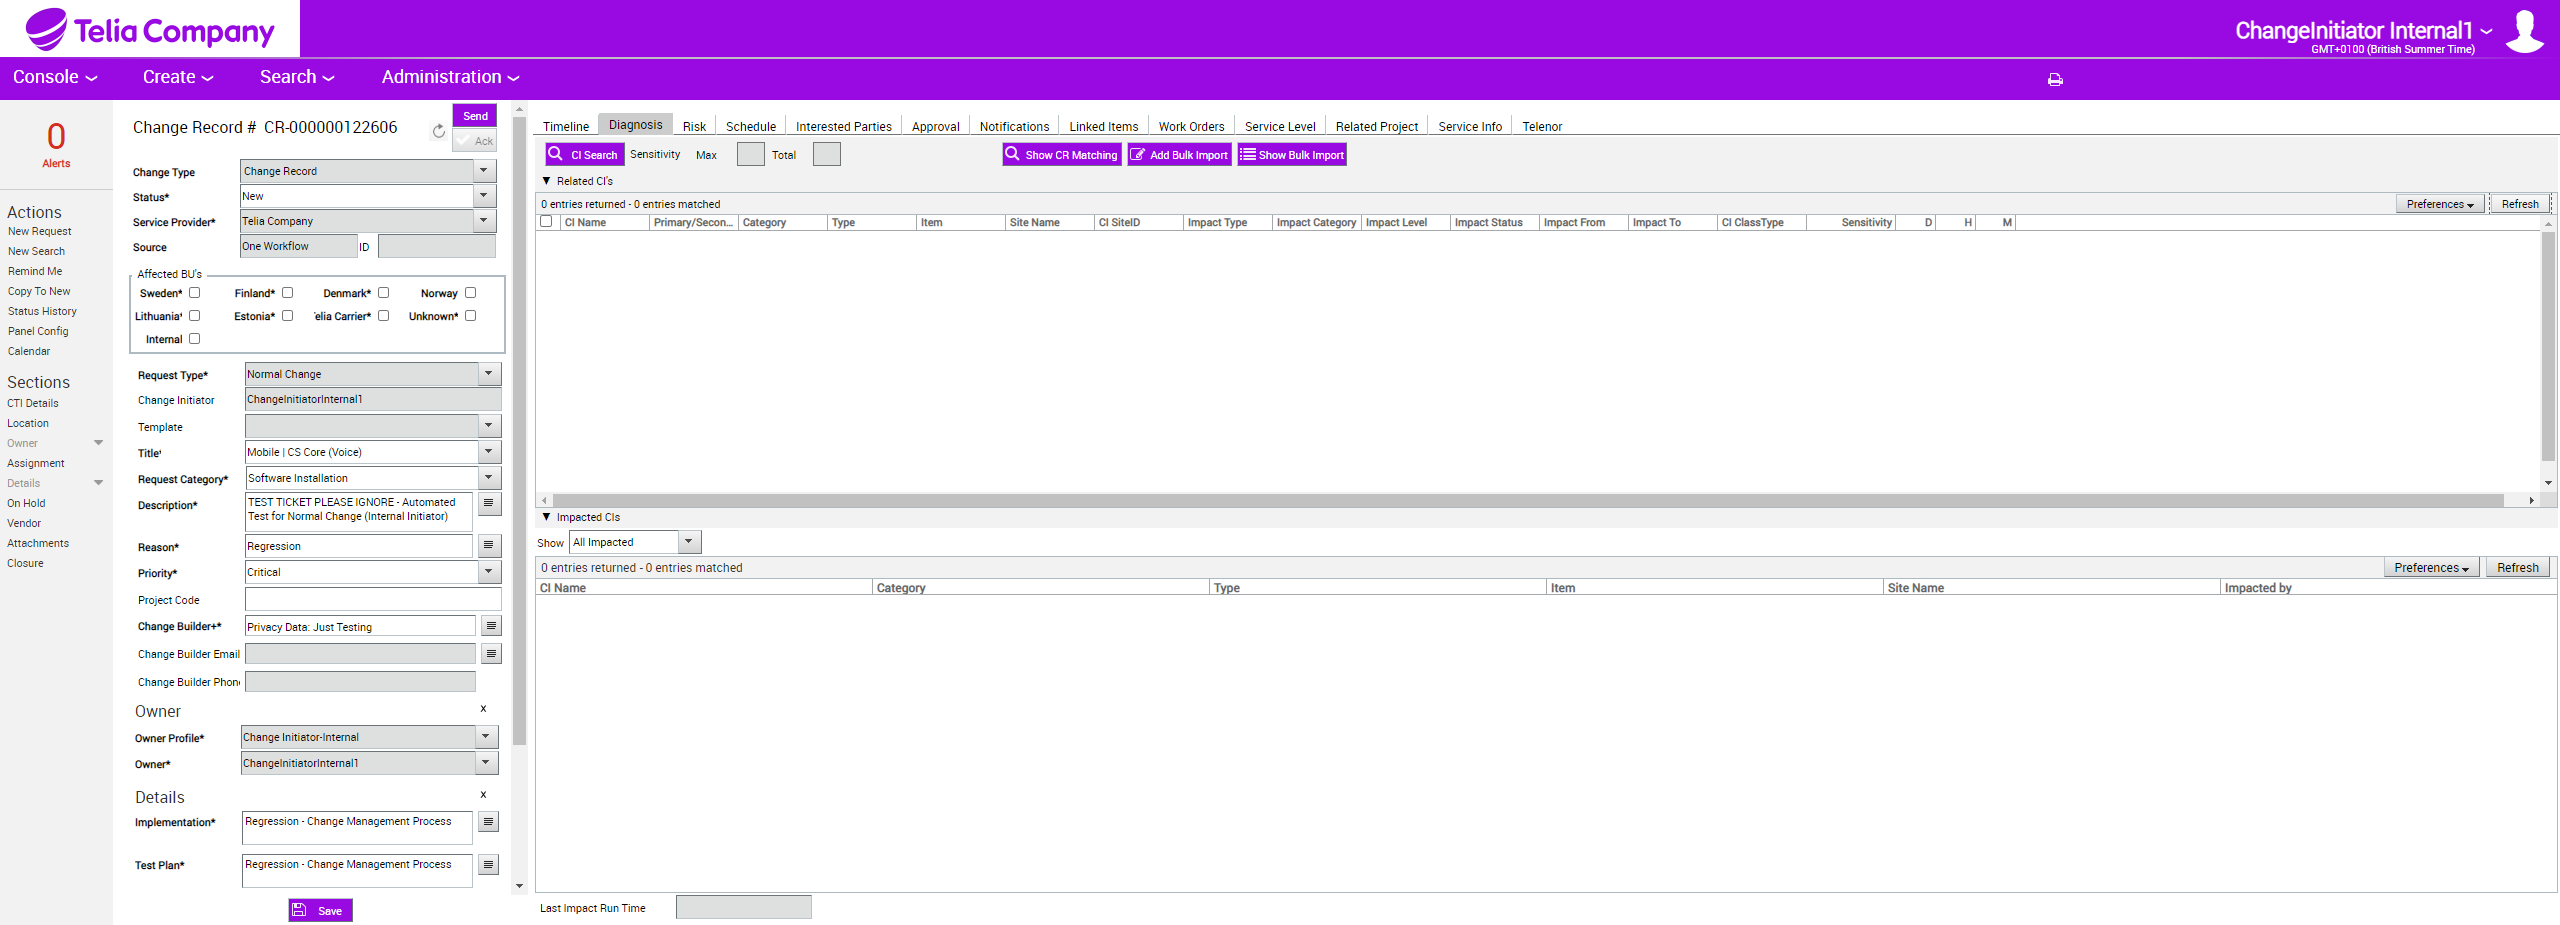 Telia Company
ChangeInitiator Internal1
GMT+0100 (British Summer Time)
Console
Create
Search
Administration
0
Alerts
Actions
New Request
New Search
Remind Me
Copy To New
Status History
Panel Config
Calendar
Sections
CTI Details
Location
Owner
Assignment
Details
On Hold
Vendor
Attachments
Closure
Change Record # CR-000000122606
Send
Ack
Change Type Change Record
Status* New
Service Provider* Telia Company
Source One Workflow ID
Affected BU's
Sweden* Finland* Denmark* Norway
Lithuania* Estonia* elia Carrier* Unknown*
Internal
Request Type* Normal Change
Change Initiator ChangeInitiatorInternal1
Template
Title* Mobile | CS Core (Voice)
Request Category* Software Installation
Description* TEST TICKET PLEASE IGNORE - Automated
Test for Normal Change (Internal Initiator)
Reason* Regression
Priority* Critical
Project Code
Change Builder+* Privacy Data: Just Testing
Change Builder Email
Change Builder Phon
Owner x
Owner Profile* Change Initiator-Internal
Owner* ChangeInitiatorInternal1
Details x
Implementation* Regression - Change Management Process
Test Plan* Regression - Change Management Process
Save
Timeline Diagnosis Risk Schedule Interested Parties Approval Notifications Linked Items Work Orders Service Level Related Project Service Info Telenor
CI Search Sensitivity Max Total Show CR Matching Add Bulk Import Show Bulk Import
Related CI's
0 entries returned - 0 entries matched Preferences Refresh
CI Name Primary/Secon... Category Type Item Site Name CI SiteID Impact Type Impact Category Impact Level Impact Status Impact From Impact To CI ClassType Sensitivity D H M
Impacted CIs
Show All Impacted
0 entries returned - 0 entries matched Preferences Refresh
CI Name Category Type Item Site Name Impacted by
Last Impact Run Time